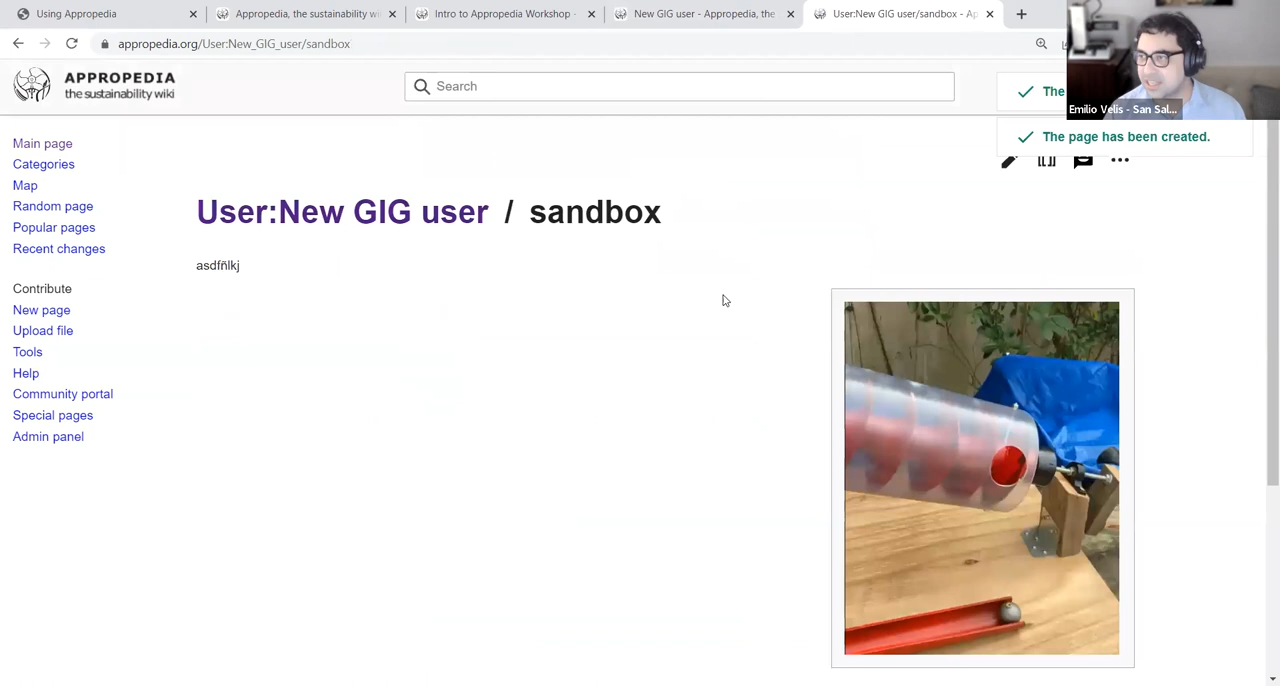 Using Appropedia
Appropedia, the sustainability wi
Intro to Appropedia Workshop -
New GIG user - Appropedia, the
User:New GIG user/sandbox - Ap
appropedia.org/User:New_GIG_user/sandbox
APPROPEDIA
the sustainability wiki
Search
The
Emilio Velis - San Sal...
The page has been created.
Main page
Categories
Map
Random page
Popular pages
Recent changes
Contribute
New page
Upload file
Tools
Help
Community portal
Special pages
Admin panel
User:New GIG user / sandbox
asdfñlkj